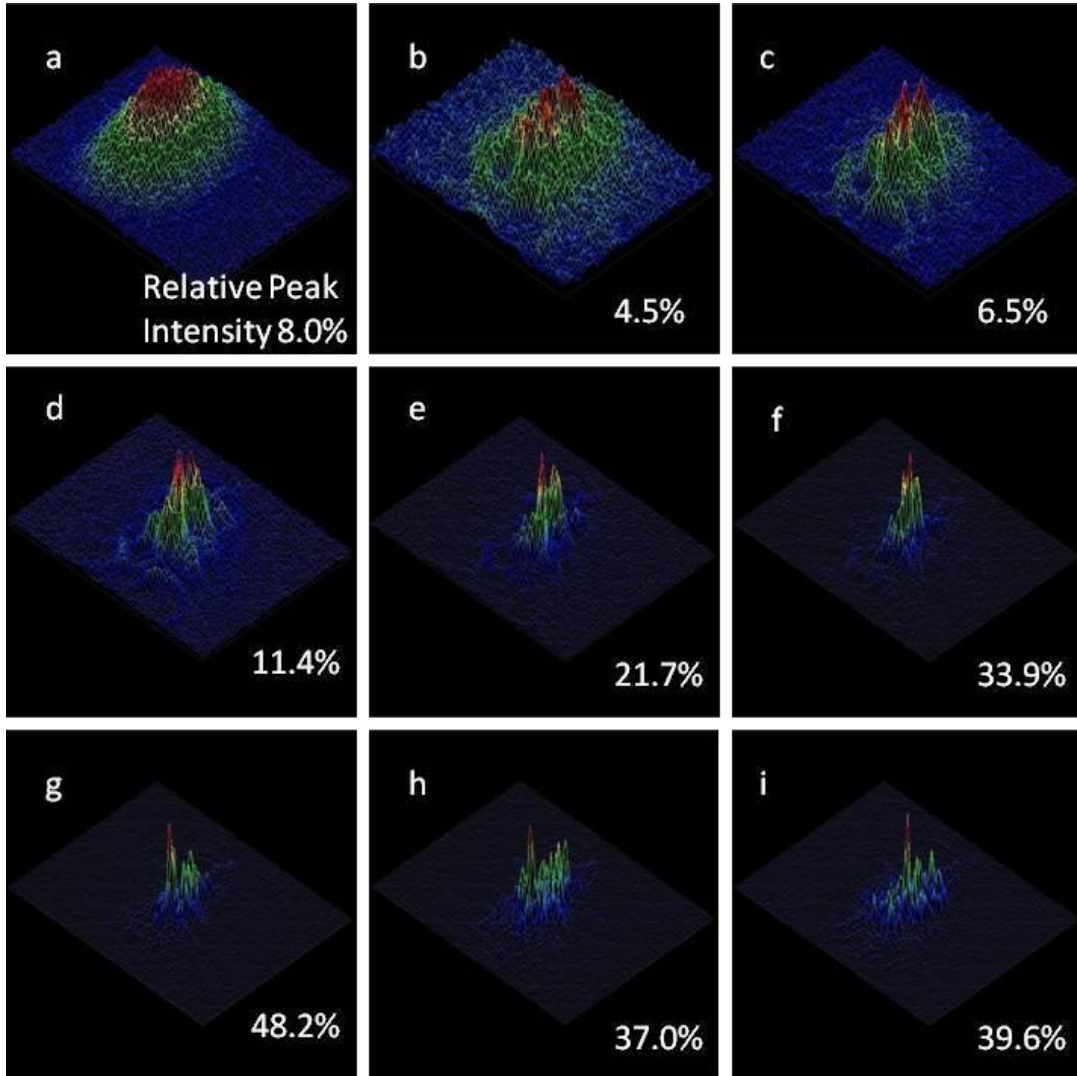 a
b
c
Relative Peak
Intensity 8.0%
4.5%
6.5%
d
e
f
11.4%
21.7%
33.9%
g
h
i
48.2%
37.0%
39.6%